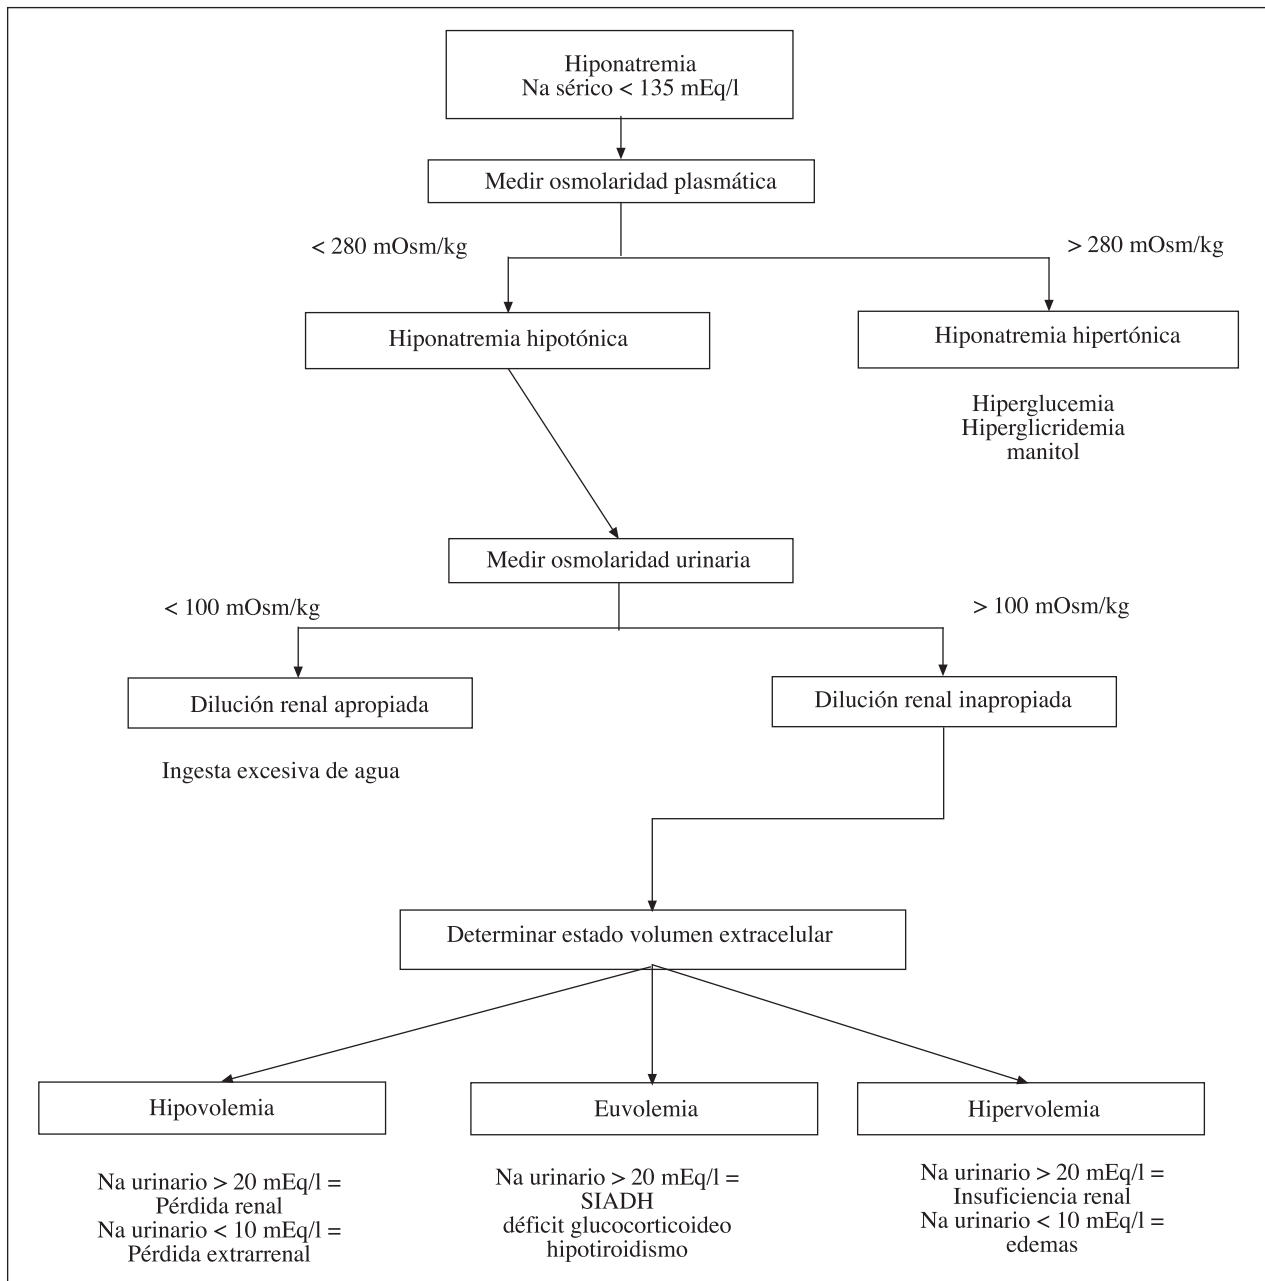 Hiponatremia
Na sérico < 135 mEq/l
Medir osmolaridad plasmática
< 280 mOsm/kg
> 280 mOsm/kg
Hiponatremia hipotónica
Hiponatremia hipertónica
Hiperglucemia
Hiperglicridemia
manitol
Medir osmolaridad urinaria
< 100 mOsm/kg
> 100 mOsm/kg
Dilución renal apropiada
Dilución renal inapropiada
Ingesta excesiva de agua
Determinar estado volumen extracelular
Hipovolemia
Euvolemia
Hipervolemia
Na urinario > 20 mEq/l =
Pérdida renal
Na urinario < 10 mEq/l =
Pérdida extrarrenal
Na urinario > 20 mEq/l =
SIADH
déficit glucocorticoideo
hipotiroidismo
Na urinario > 20 mEq/l =
Insuficiencia renal
Na urinario < 10 mEq/l =
edemas